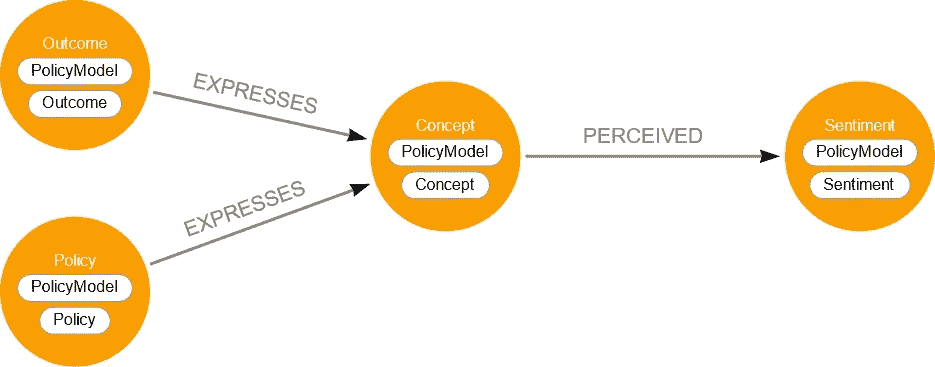 Outcome
PolicyModel
Outcome
EXPRESSES
Policy
PolicyModel
Policy
EXPRESSES
Concept
PolicyModel
Concept
PERCEIVED
Sentiment
PolicyModel
Sentiment